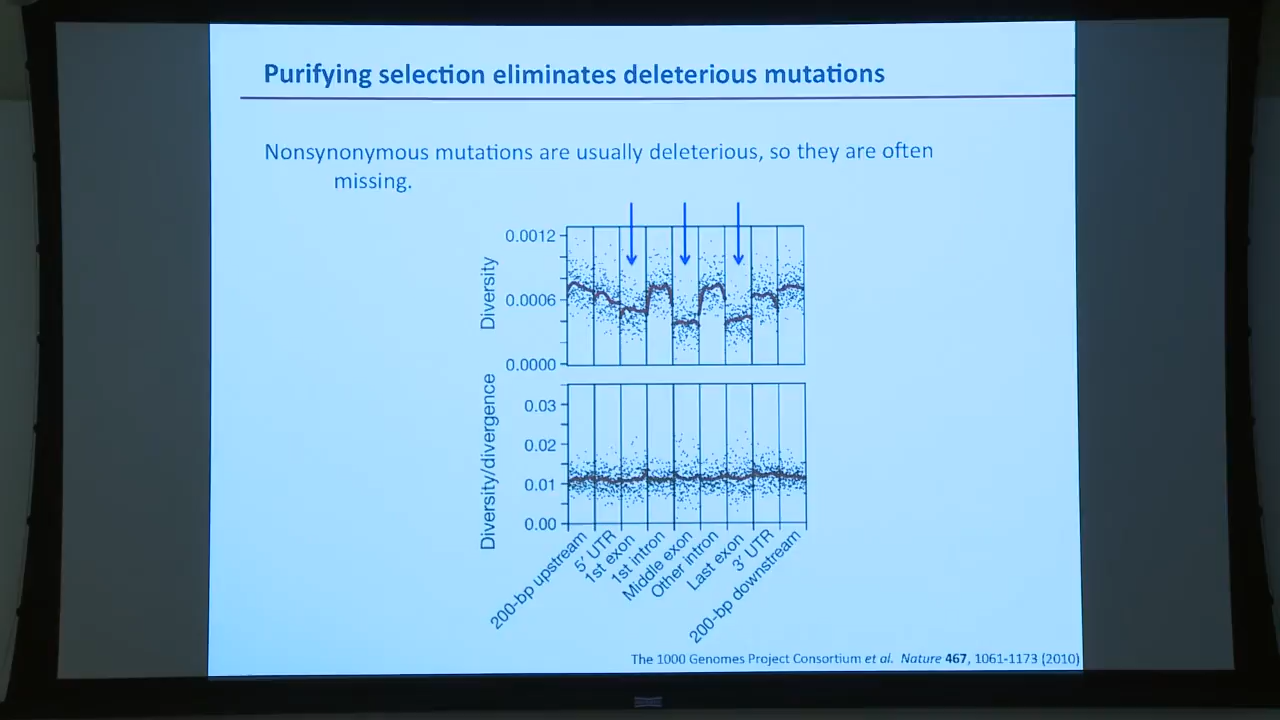 Purifying selection eliminates deleterious mutations
Nonsynonymous mutations are usually deleterious, so they are often
missing.
0.0012
0.0006
0.0000
Diversity
0.03
0.02
0.01
0.00
Diversity/divergence
200-bp upstream
5' UTR
1st exon
1st intron
Middle exon
Other intron
Last exon
3' UTR
200-bp downstream
The 1000 Genomes Project Consortium et al. Nature 467, 1061-1173 (2010)